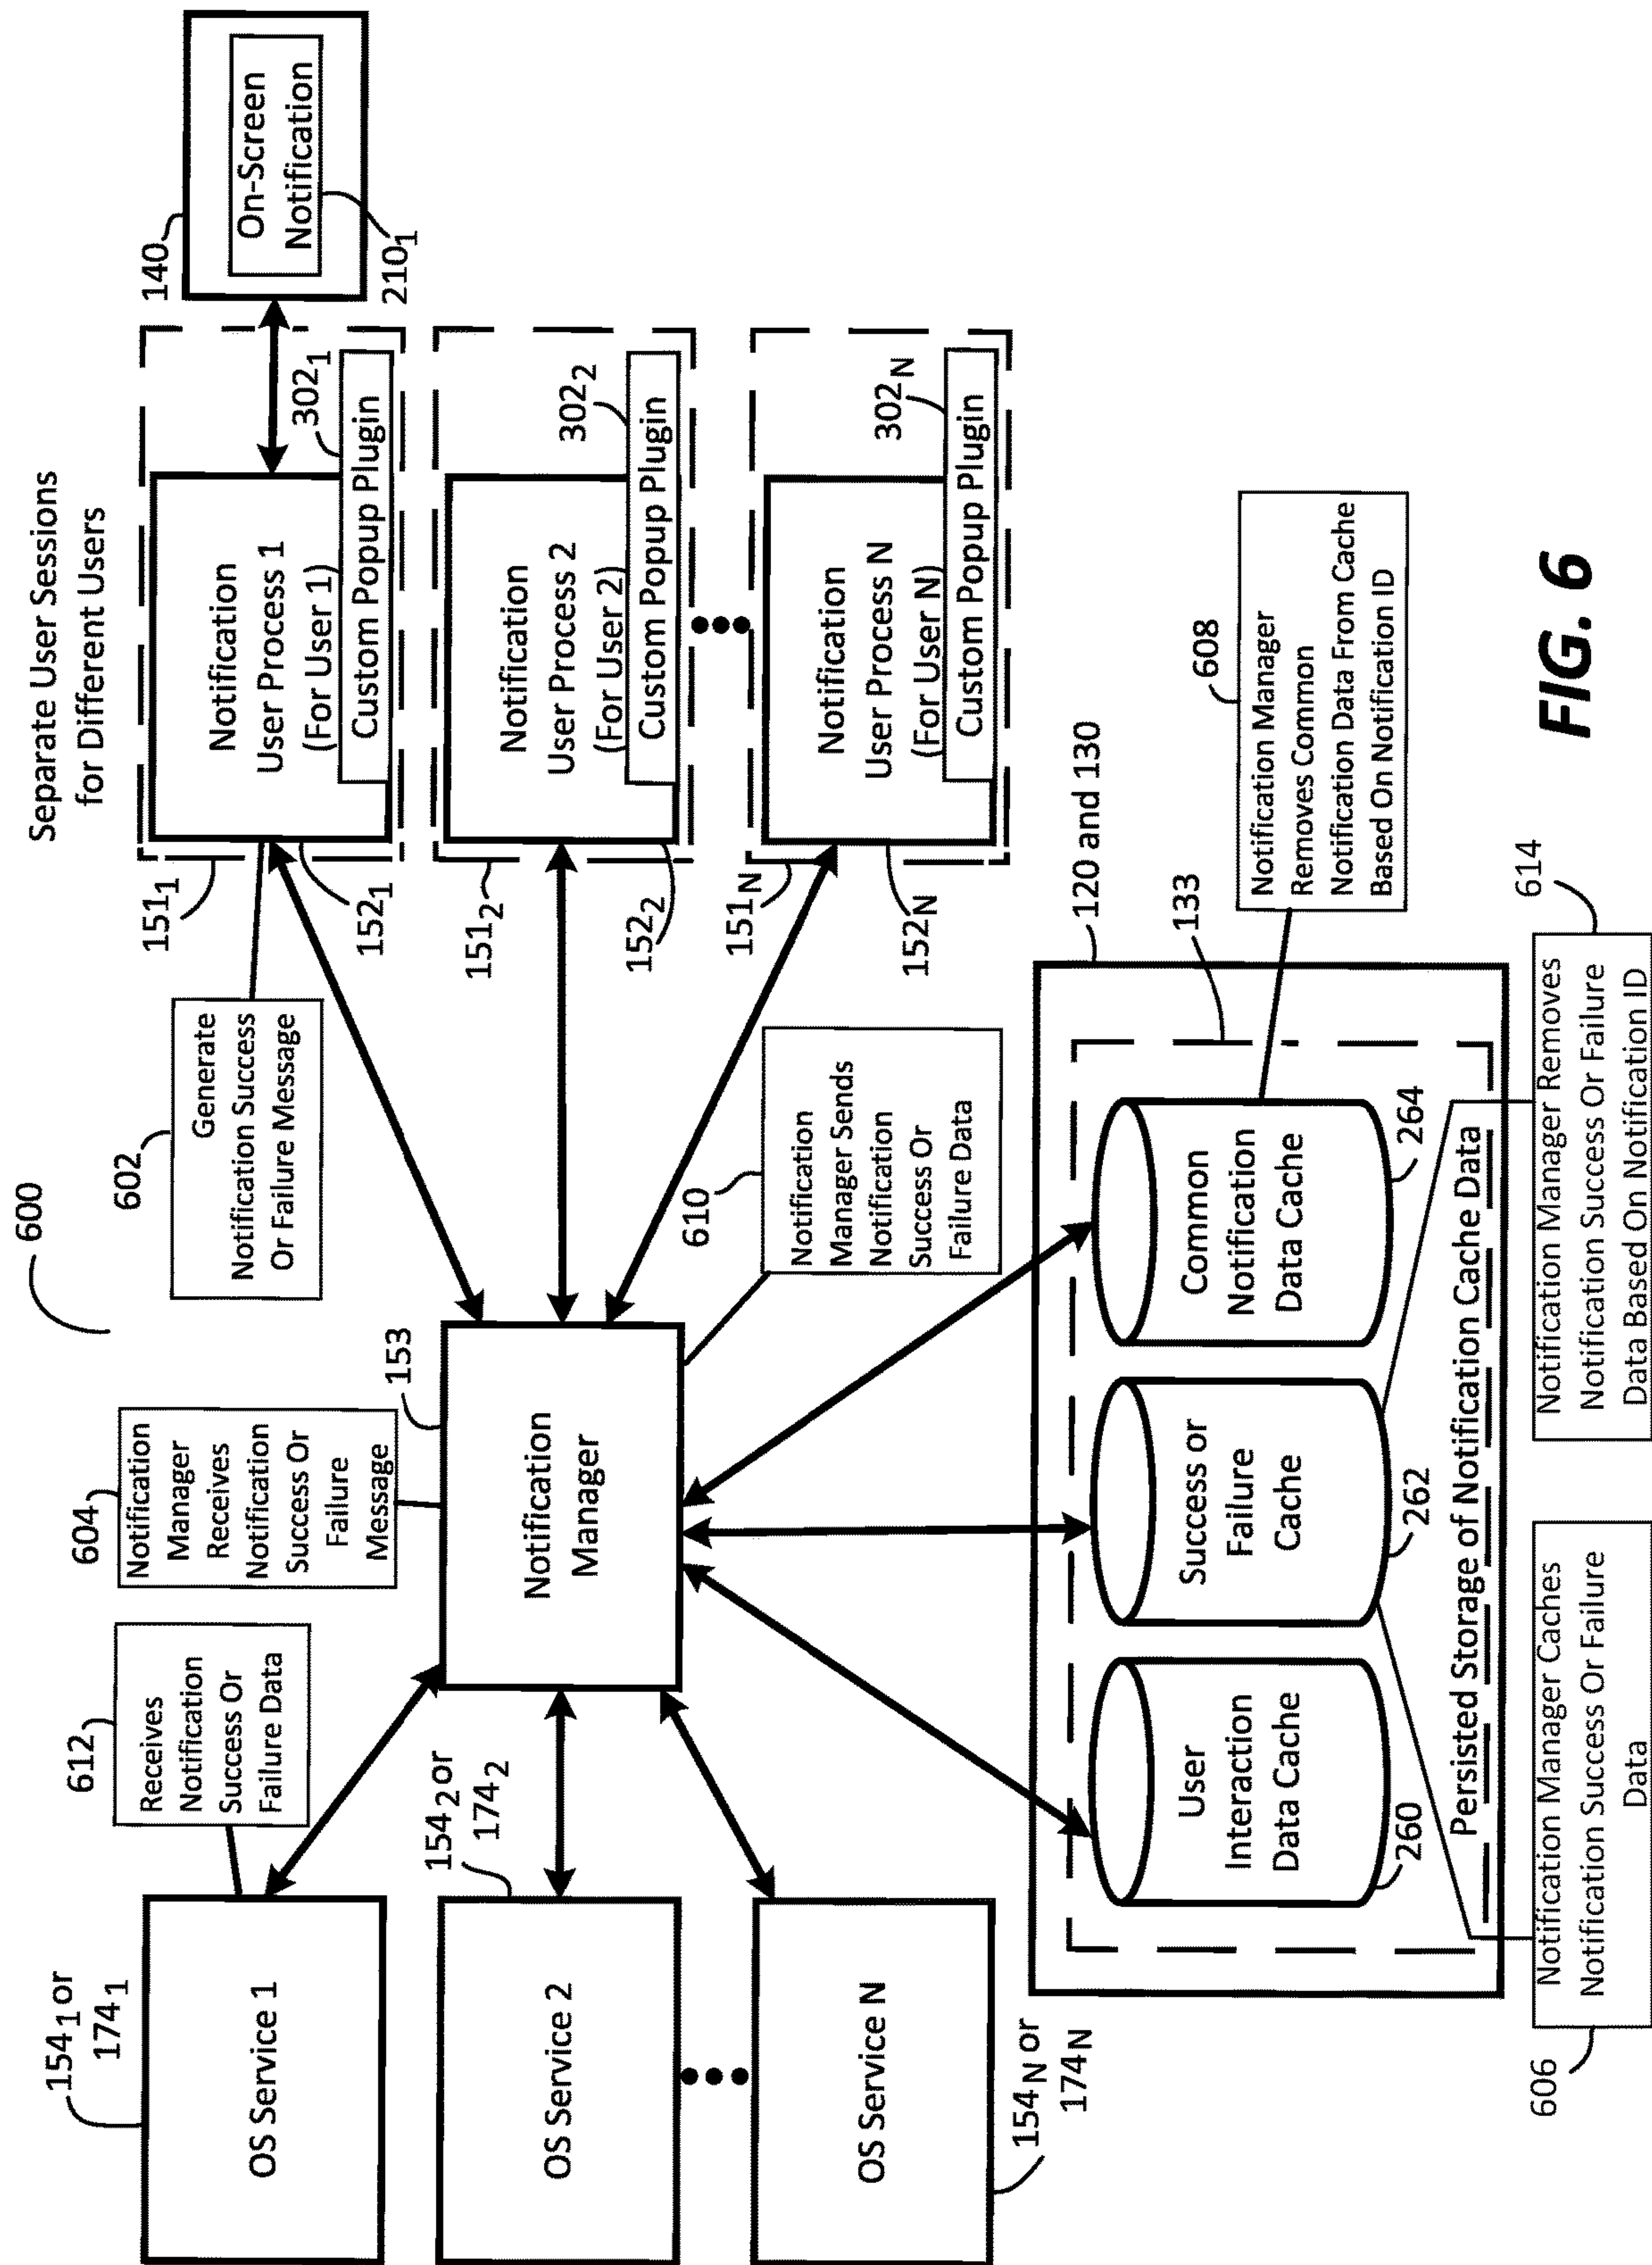 600
Separate User Sessions
for Different Users
154₁ or
174₁
OS Service 1
154₂ or
174₂
OS Service 2
OS Service N
154N or
174N
612
Receives
Notification
Success Or
Failure Data
604
Notification
Manager
Receives
Notification
Success Or
Failure
Message
153
Notification
Manager
602
Generate
Notification Success
Or Failure Message
610
Notification
Manager Sends
Notification
Success Or
Failure Data
151₁
152₁
Notification
User Process 1
(For User 1)
302₁
Custom Popup Plugin
140
On-Screen
Notification
210₁
151₂
152₂
Notification
User Process 2
(For User 2)
302₂
Custom Popup Plugin
151N
152N
Notification
User Process N
(For User N)
302N
Custom Popup Plugin
120 and 130
133
User
Interaction
Data Cache
260
Success or
Failure
Cache
262
Common
Notification
Data Cache
264
Persisted Storage of Notification Cache Data
608
Notification Manager
Removes Common
Notification Data From Cache
Based On Notification ID
606
Notification Manager Caches
Notification Success Or Failure
Data
614
Notification Manager Removes
Notification Success Or Failure
Data Based On Notification ID
FIG. 6